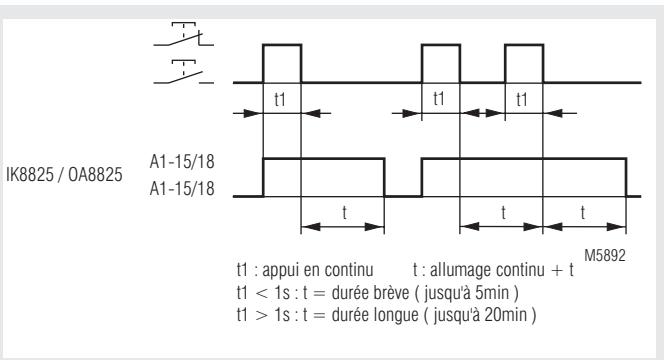 t1 t1 t1
IK8825 / OA8825 A1-15/18
A1-15/18
t t t
M5892
t1 : appui en continu t : allumage continu + t
t1 < 1s : t = durée brève ( jusqu'à 5min )
t1 > 1s : t = durée longue ( jusqu'à 20min )